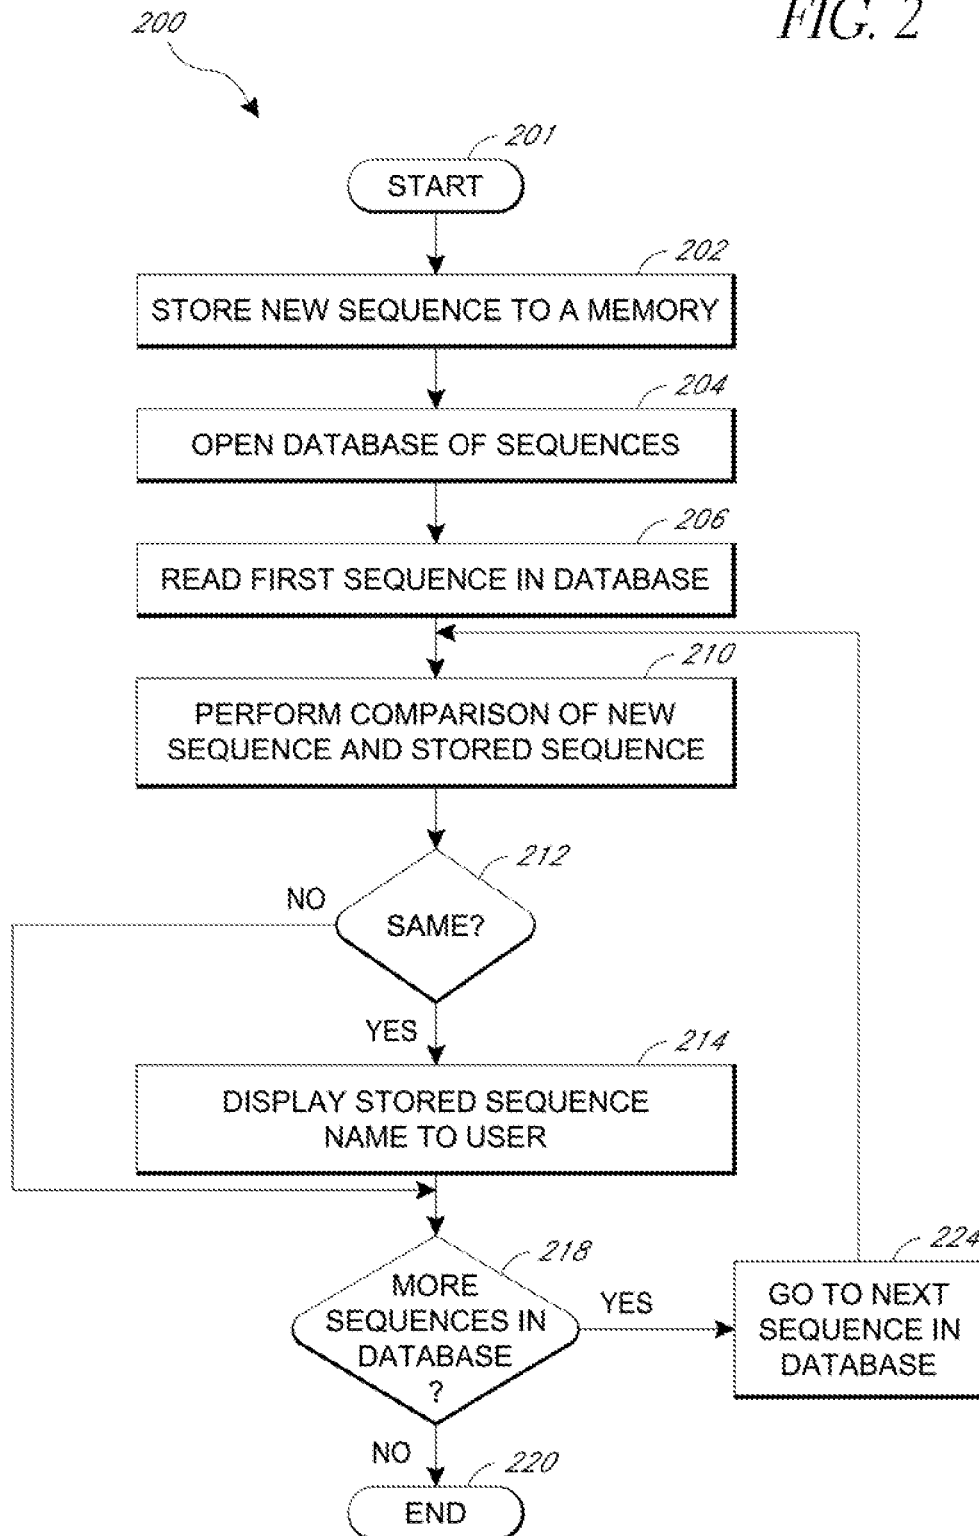 200
FIG. 2
201
START
202
STORE NEW SEQUENCE TO A MEMORY
204
OPEN DATABASE OF SEQUENCES
206
READ FIRST SEQUENCE IN DATABASE
210
PERFORM COMPARISON OF NEW
SEQUENCE AND STORED SEQUENCE
212
NO
SAME?
YES
214
DISPLAY STORED SEQUENCE
NAME TO USER
218
MORE
SEQUENCES IN
DATABASE
?
YES
224
GO TO NEXT
SEQUENCE IN
DATABASE
NO
220
END